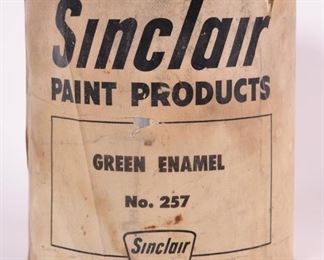 Sinclair
PAINT PRODUCTS
GREEN ENAMEL
No. 257
Sinclair